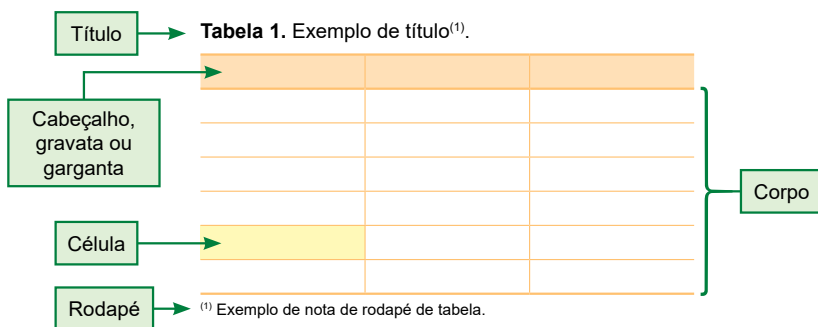 Título
Tabela 1. Exemplo de título(1).
Cabeçalho,
gravata ou
garganta
Corpo
Célula
Rodapé
(1) Exemplo de nota de rodapé de tabela.